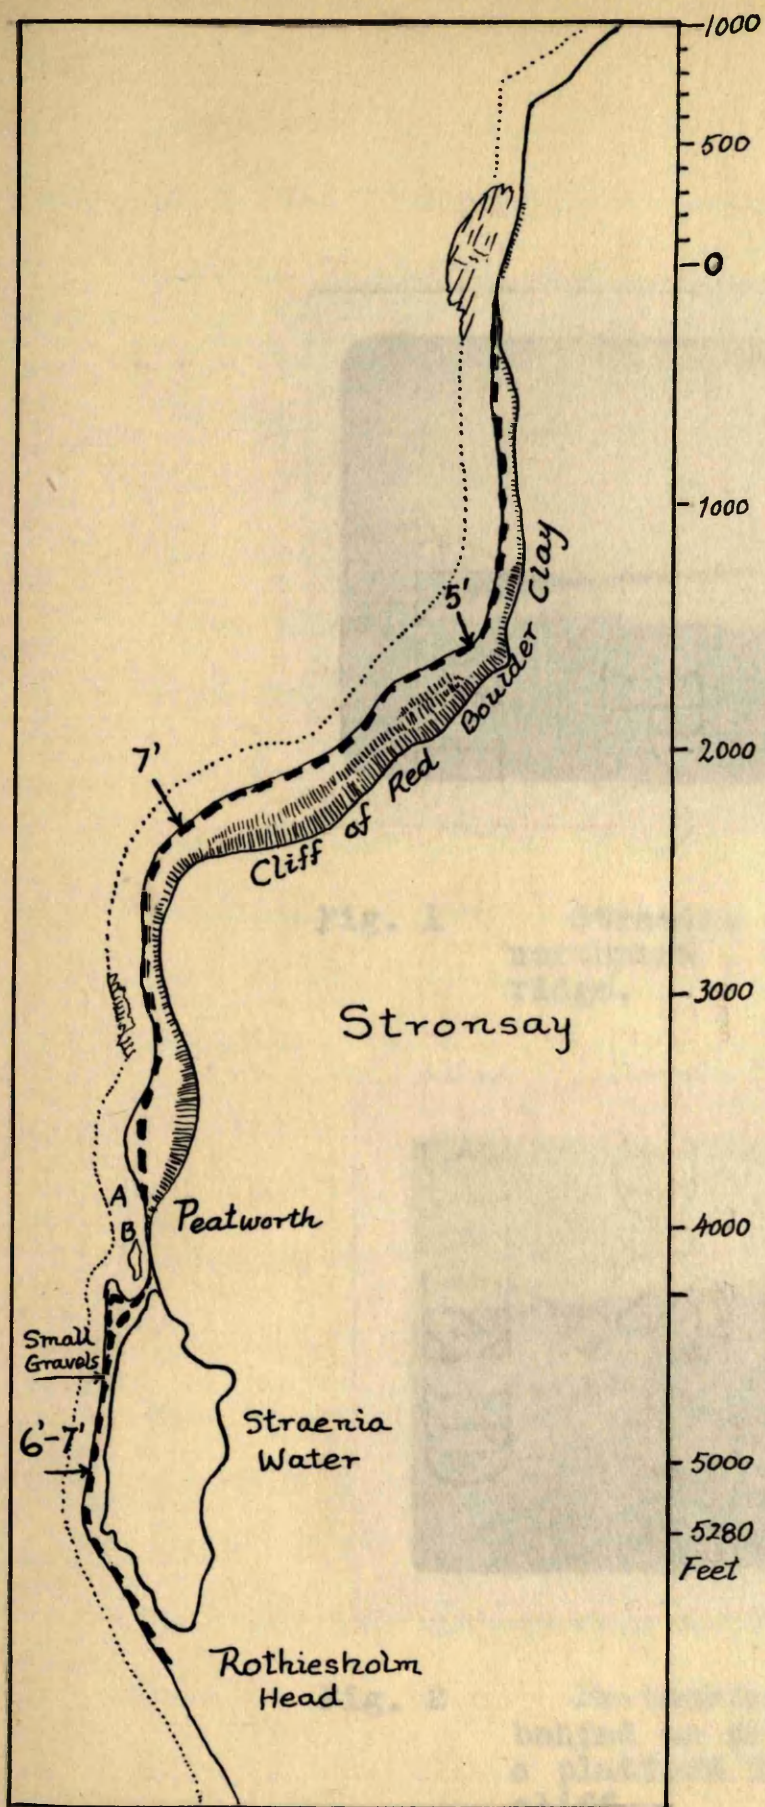 1000
500
0
1000
5'
Cliff of Red Boulder Clay
2000
7'
3000
Stronsay
A
B
Peatworth
4000
Small
Gravels
6'-7'
Straenia
Water
5000
5280
Feet
Rothiesholm
Head